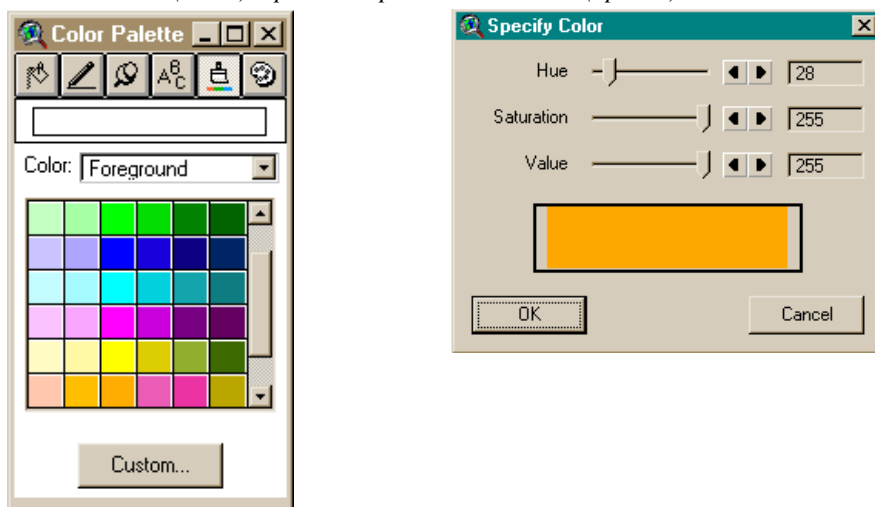 Color Palette
A B C
Color: Foreground
Custom...
Specify Color
Hue 28
Saturation 255
Value 255
OK Cancel